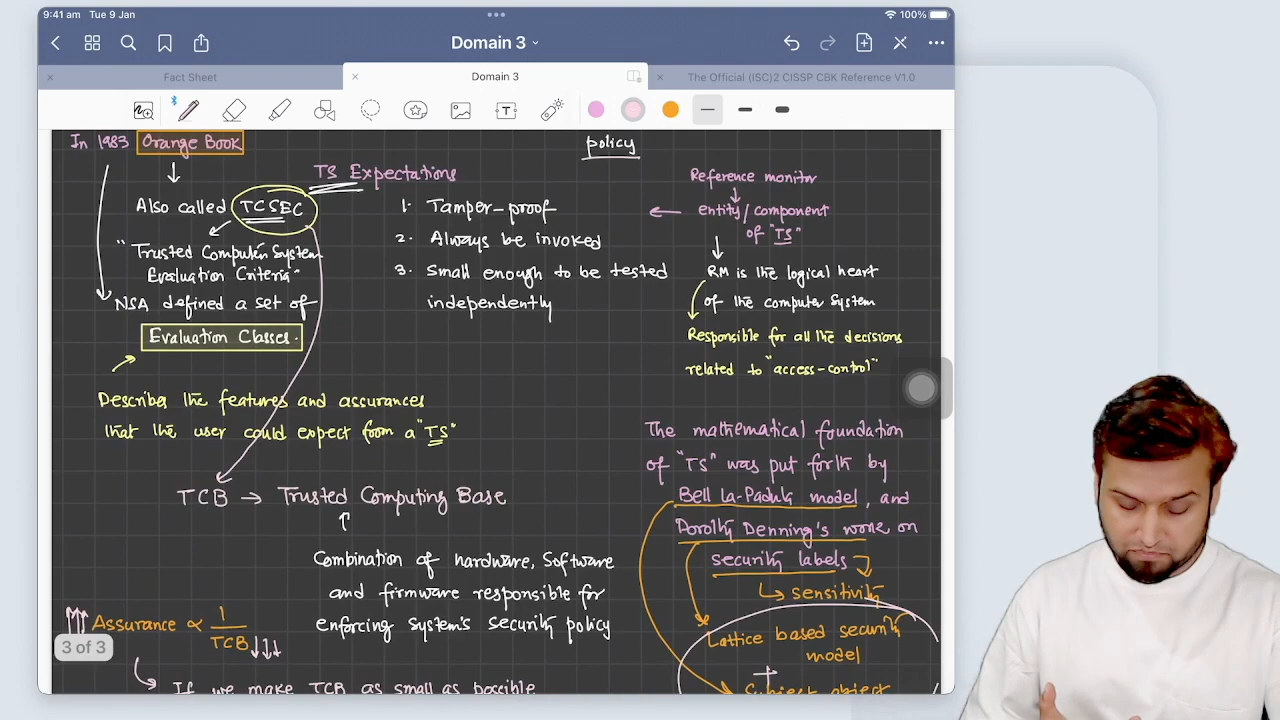 9:41 am Tue 9 Jan
100%
Domain 3
Fact Sheet
Domain 3
The Official (ISC)2 CISSP CBK Reference V1.0
In 1983 Orange Book
policy
TS Expectations
Also called TCSEC
"Trusted Computer System
Evaluation Criteria"
NSA defined a set of
Evaluation Classes.
1. Tamper-proof
2. Always be invoked
3. Small enough to be tested
independently
Reference monitor
entity/component
of "TS"
RM is the logical heart
of the computer system
Responsible for all the decisions
related to "access-control"
Describes the features and assurances
that the user could expect from a "TS"
TCB → Trusted Computing Base
Combination of hardware, Software
and firmware responsible for
enforcing system's security policy
The mathematical foundation
of "TS" was put forth by
Bell la-Padula model, and
Dorothy Denning's work on
security labels
sensitivity
Lattice based security
model
Subject object
Assurance ∝ 1
TCB
3 of 3
If we make TCB as small as possible